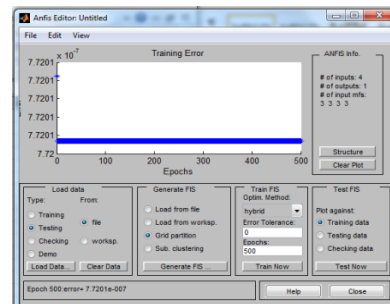 Anfis Editor: Untitled
File Edit View
x 10⁻⁷ Training Error
7.7201
7.7201
7.7201
7.7201
7.7201
7.72
0 100 200 300 400 500
Epochs
ANFIS Info.
# of inputs: 4
# of outputs: 1
# of input mfs:
3 3 3 3
Structure
Clear Plot
Load data
Type: From:
Training
Testing
Checking
Demo
file
worksp.
Load Data... Clear Data
Generate FIS
Load from file
Load from worksp.
Grid partition
Sub. clustering
Generate FIS ...
Train FIS
Optim. Method:
hybrid
Error Tolerance:
0
Epochs:
500
Train Now
Test FIS
Plot against:
Training data
Testing data
Checking data
Test Now
Epoch 500:error= 7.7201e-007
Help Close